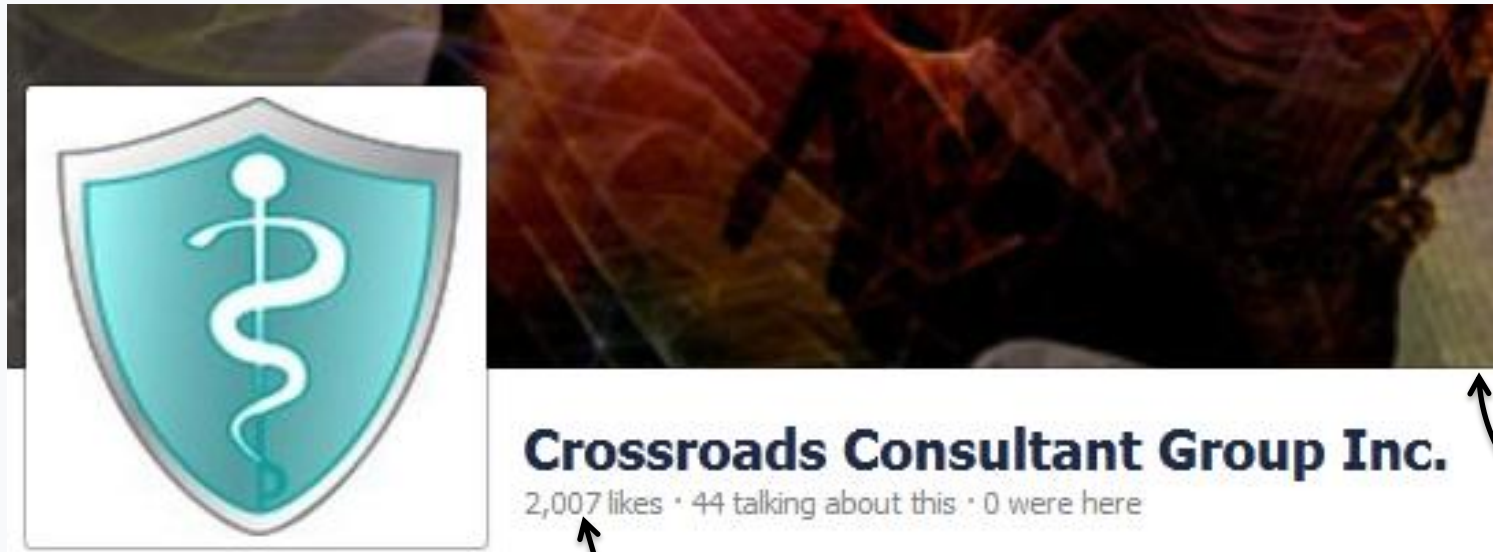 Crossroads Consultant Group Inc.
2,007 likes · 44 talking about this · 0 were here